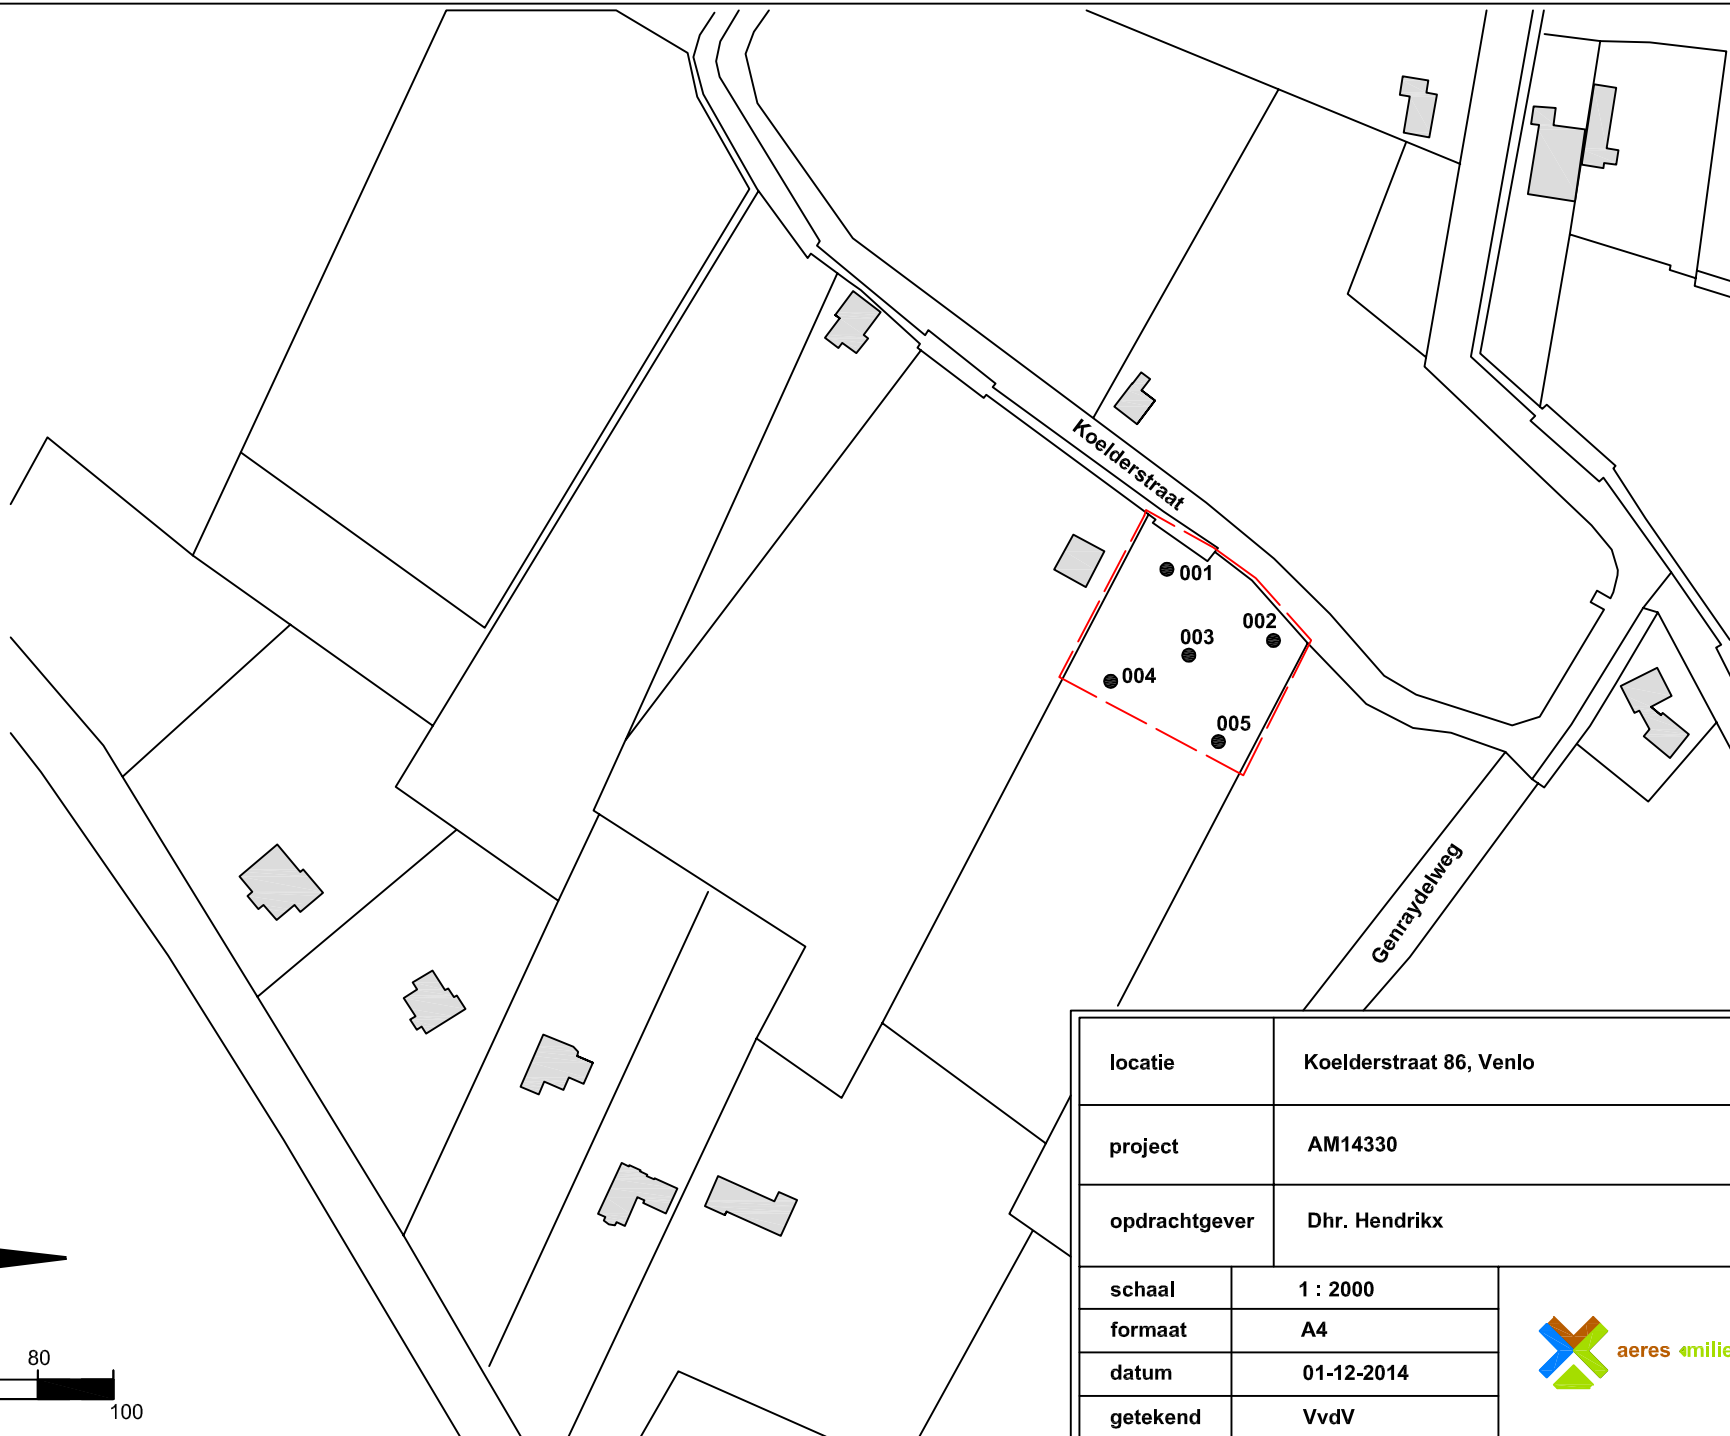 Koelderstraat
001
002
003
004
005
Genraydelweg
locatie Koelderstraat 86, Venlo
project AM14330
opdrachtgever Dhr. Hendrikx
schaal 1 : 2000
formaat A4
datum 01-12-2014
getekend VvdV
aeres milie
80
100